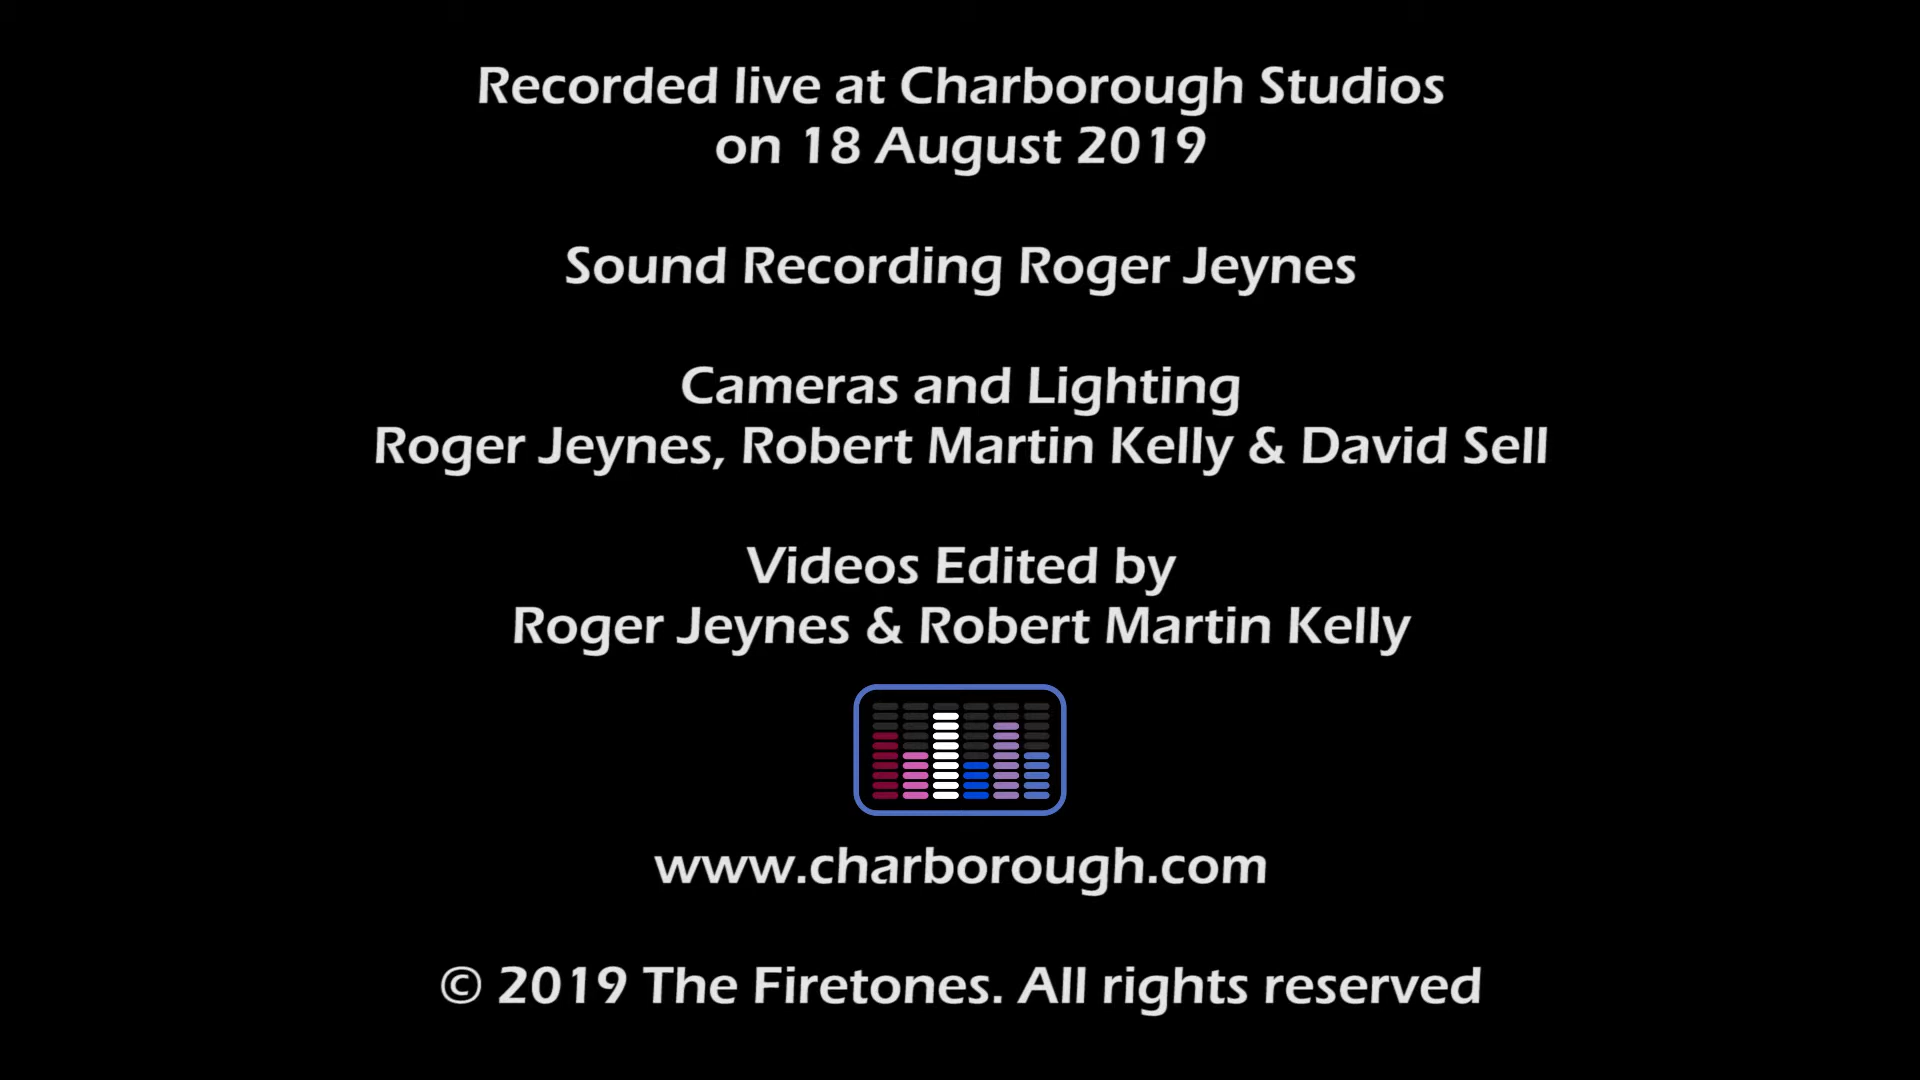 Recorded live at Charborough Studios
on 18 August 2019
Sound Recording Roger Jeynes
Cameras and Lighting
Roger Jeynes, Robert Martin Kelly & David Sell
Videos Edited by
Roger Jeynes & Robert Martin Kelly
www.charborough.com
© 2019 The Firetones. All rights reserved